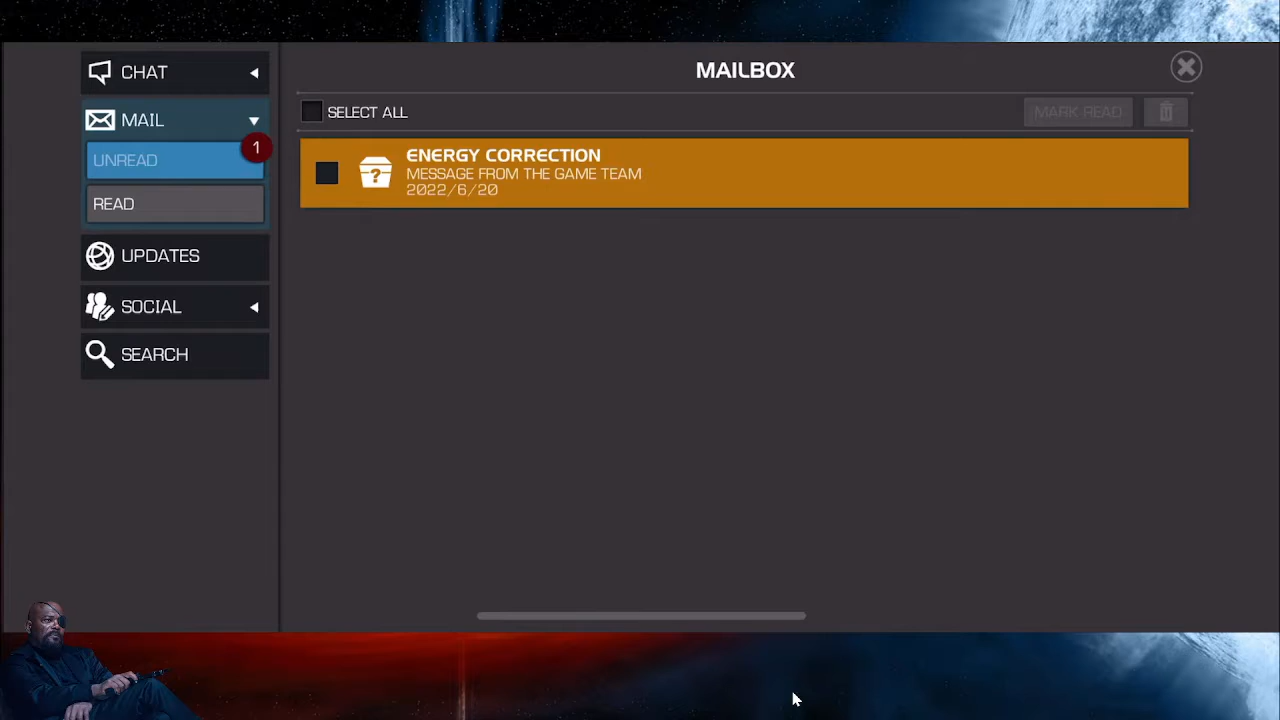 CHAT
MAIL
1
UNREAD
READ
UPDATES
SOCIAL
SEARCH
MAILBOX
SELECT ALL
MARK READ
?
ENERGY CORRECTION
MESSAGE FROM THE GAME TEAM
2022/6/20